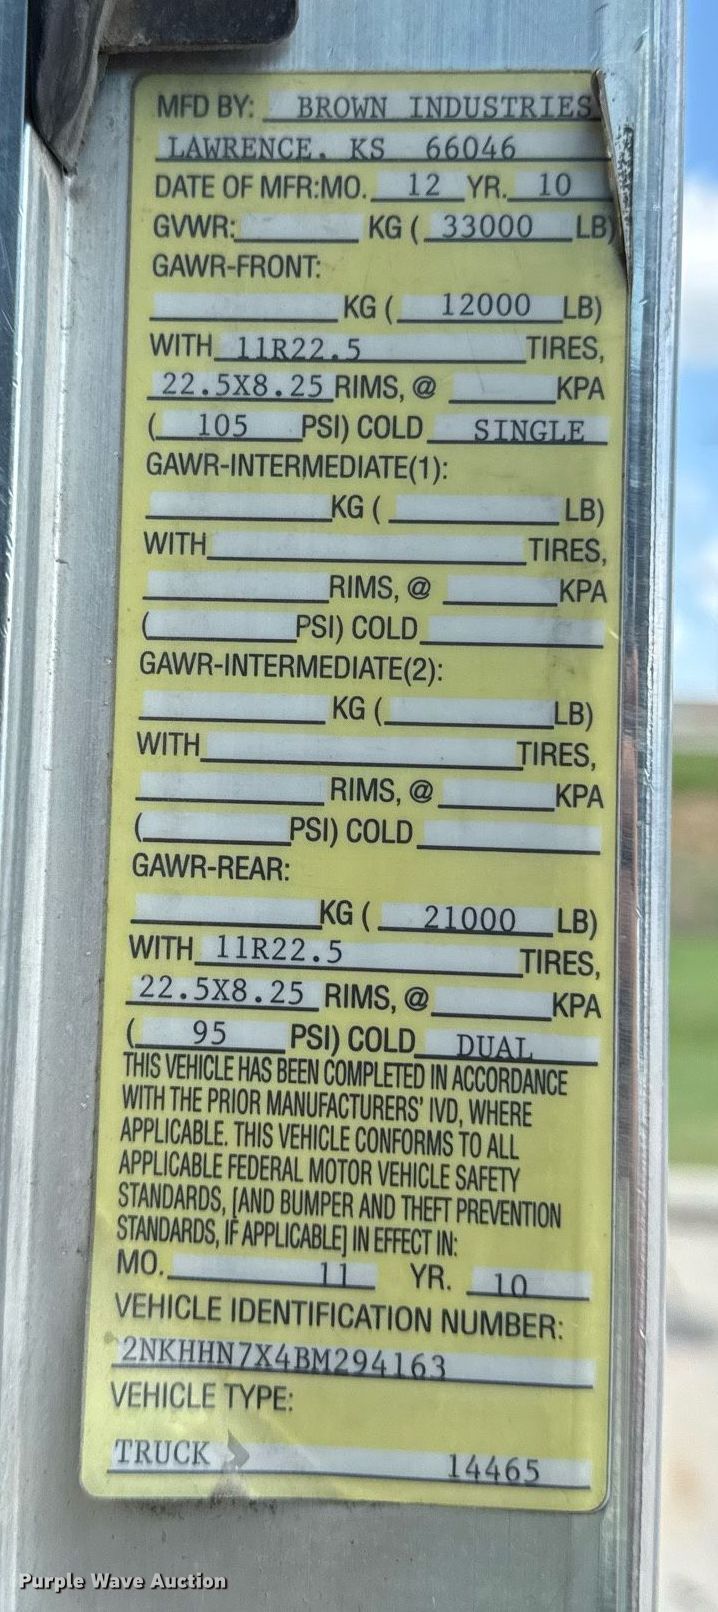 MFD BY: BROWN INDUSTRIES
LAWRENCE. KS 66046
DATE OF MFR:MO. 12 YR. 10
GVWR: KG ( 33000 LB)
GAWR-FRONT:
KG ( 12000 LB)
WITH 11R22.5 TIRES,
22.5X8.25 RIMS, @ KPA
( 105 PSI) COLD SINGLE
GAWR-INTERMEDIATE(1):
KG ( LB)
WITH TIRES,
RIMS, @ KPA
( PSI) COLD
GAWR-INTERMEDIATE(2):
KG ( LB)
WITH TIRES,
RIMS, @ KPA
( PSI) COLD
GAWR-REAR:
KG ( 21000 LB)
WITH 11R22.5 TIRES,
22.5X8.25 RIMS, @ KPA
( 95 PSI) COLD DUAL
THIS VEHICLE HAS BEEN COMPLETED IN ACCORDANCE
WITH THE PRIOR MANUFACTURERS' IVD, WHERE
APPLICABLE. THIS VEHICLE CONFORMS TO ALL
APPLICABLE FEDERAL MOTOR VEHICLE SAFETY
STANDARDS, [AND BUMPER AND THEFT PREVENTION
STANDARDS, IF APPLICABLE] IN EFFECT IN:
MO. 11 YR. 10
VEHICLE IDENTIFICATION NUMBER:
2NKHHN7X4BM294163
VEHICLE TYPE:
TRUCK 14465
Purple Wave Auction